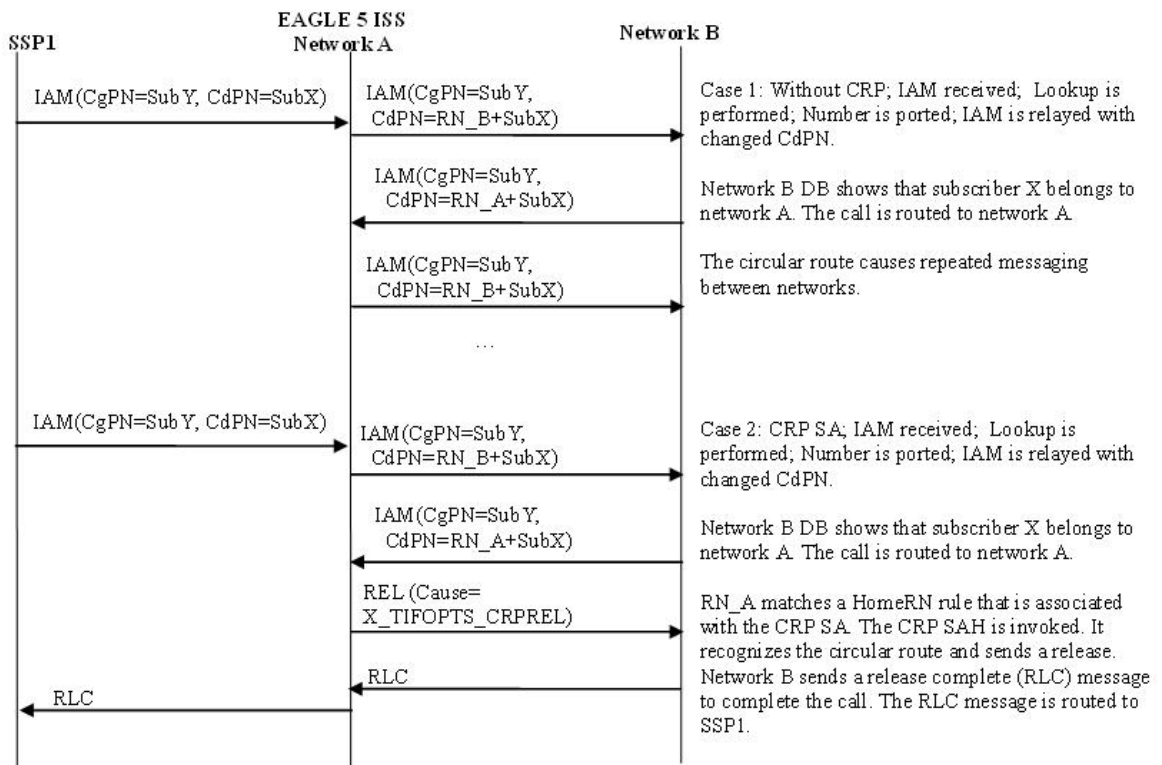 EAGLE 5 ISS
SSP1
Network A
Network B
IAM(CgPN=SubY, CdPN=SubX)
IAM(CgPN=SubY,
CdPN=RN_B+SubX)
Case 1: Without CRP; IAM received; Lookup is
performed; Number is ported; IAM is relayed with
changed CdPN.
IAM(CgPN=SubY,
CdPN=RN_A+SubX)
Network B DB shows that subscriber X belongs to
network A. The call is routed to network A.
IAM(CgPN=SubY,
CdPN=RN_B+SubX)
The circular route causes repeated messaging
between networks.
...
IAM(CgPN=SubY, CdPN=SubX)
IAM(CgPN=SubY,
CdPN=RN_B+SubX)
Case 2: CRP SA; IAM received; Lookup is
performed; Number is ported; IAM is relayed with
changed CdPN.
IAM(CgPN=SubY,
CdPN=RN_A+SubX)
Network B DB shows that subscriber X belongs to
network A. The call is routed to network A.
REL (Cause=
X_TIFOPTS_CRPREL)
RN_A matches a HomeRN rule that is associated
with the CRP SA. The CRP SAH is invoked. It
recognizes the circular route and sends a release.
RLC
RLC
Network B sends a release complete (RLC) message
to complete the call. The RLC message is routed to
SSP1.